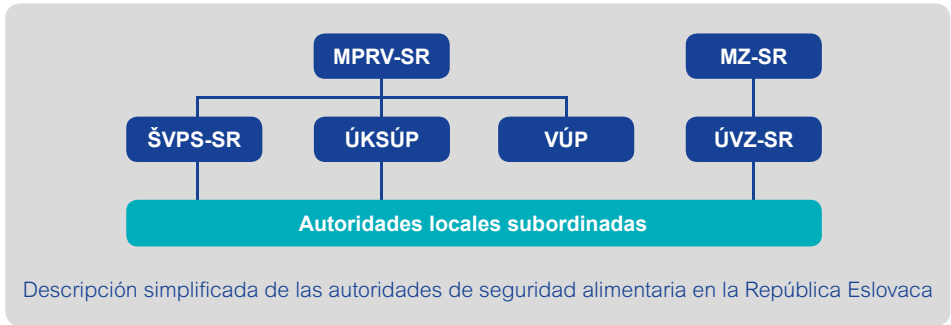 MPRV-SR
MZ-SR
ŠVPS-SR
ÚKSÚP
VÚP
ÚVZ-SR
Autoridades locales subordinadas
Descripción simplificada de las autoridades de seguridad alimentaria en la República Eslovaca